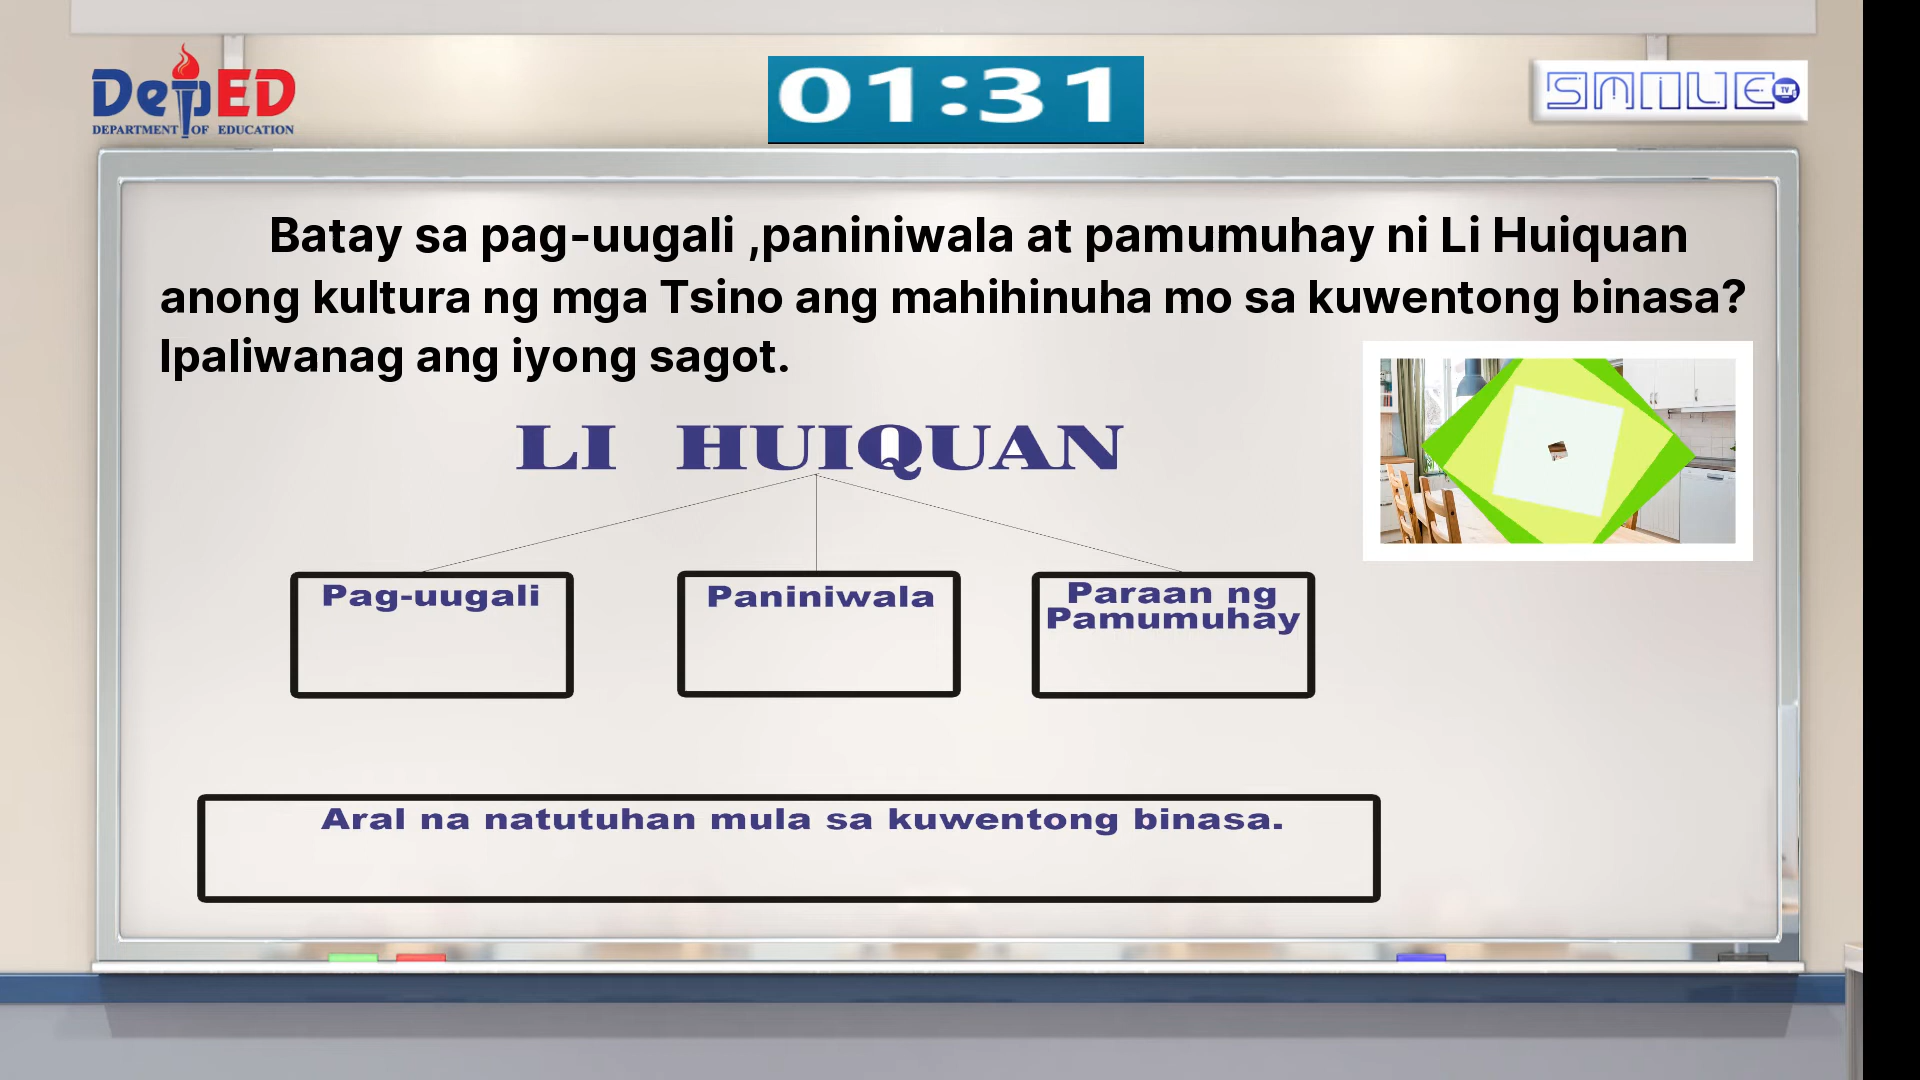 DepED
DEPARTMENT OF EDUCATION
01:31
SMILE TV
Batay sa pag-uugali ,paniniwala at pamumuhay ni Li Huiquan
anong kultura ng mga Tsino ang mahihinuha mo sa kuwentong binasa?
Ipaliwanag ang iyong sagot.
LI HUIQUAN
Pag-uugali
Paniniwala
Paraan ng
Pamumuhay
Aral na natutuhan mula sa kuwentong binasa.